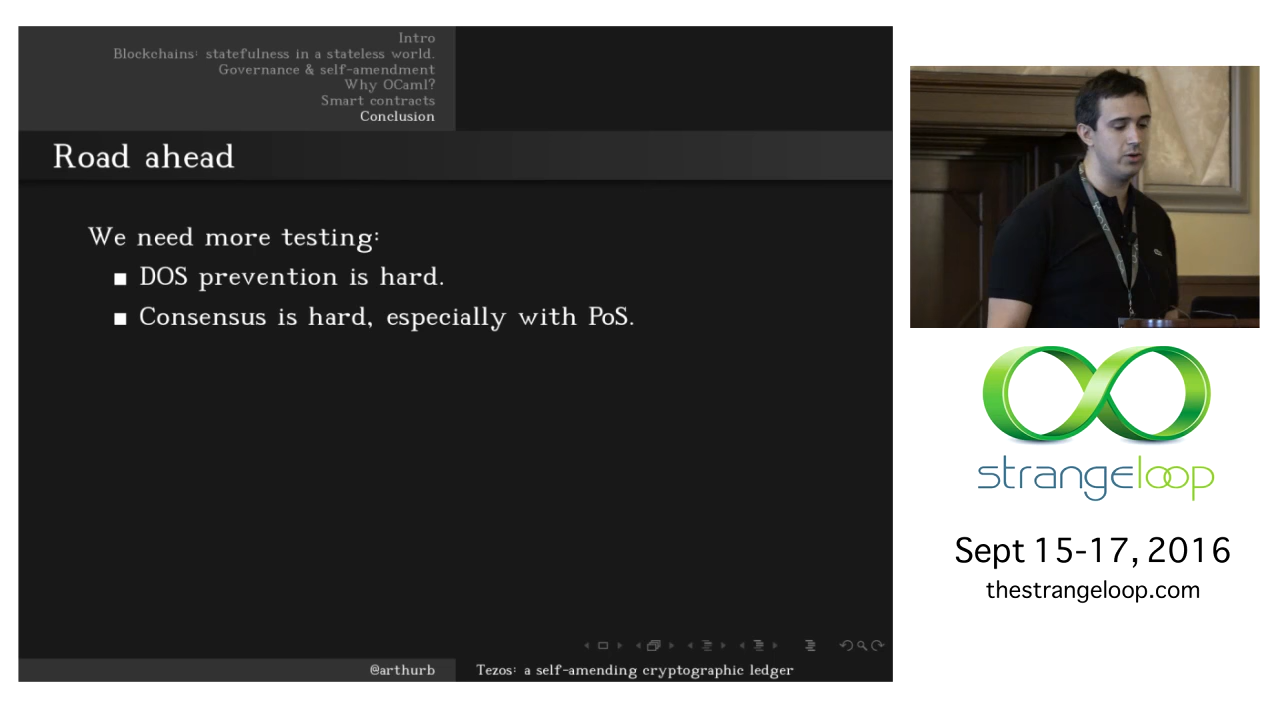 Intro
Blockchains: statefulness in a stateless world.
Governance & self-amendment
Why OCaml?
Smart contracts
Conclusion
Road ahead
We need more testing:
DOS prevention is hard.
Consensus is hard, especially with PoS.
@arthurb
Tezos: a self-amending cryptographic ledger
strangeloop
Sept 15-17, 2016
thestrangeloop.com